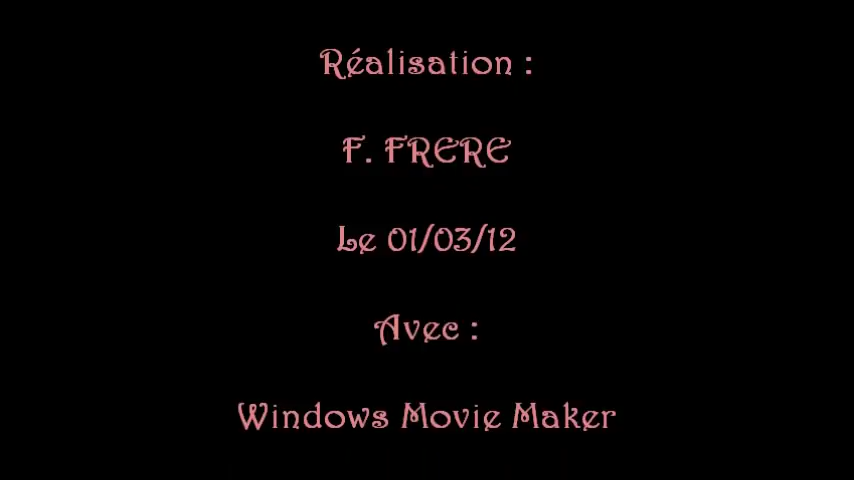 Réalisation :
F. FRERE
Le 01/03/12
Avec :
Windows Movie Maker